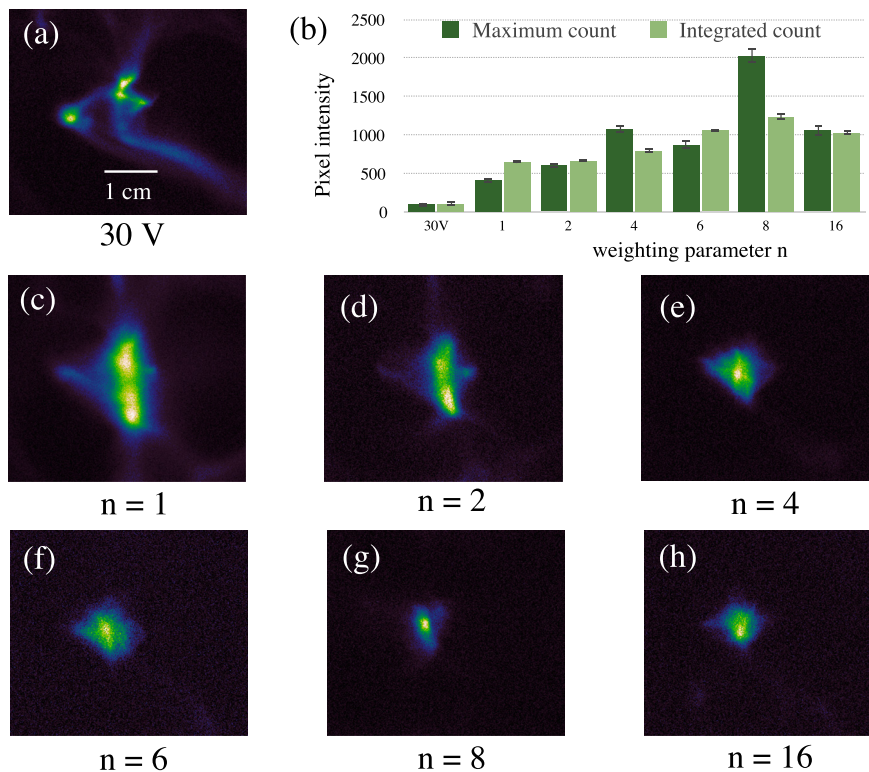 (a)
1 cm
30 V
(b)
Maximum count
Integrated count
Pixel intensity
2500
2000
1500
1000
500
0
30V 1 2 4 6 8 16
weighting parameter n
(c)
n = 1
(d)
n = 2
(e)
n = 4
(f)
n = 6
(g)
n = 8
(h)
n = 16